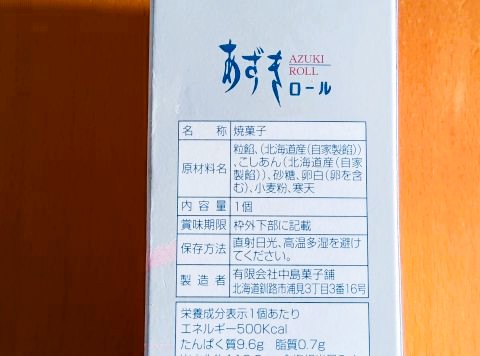 あずき AZUKI
ROLL
ロール
名 称 焼菓子
原材料名 粒餡、(北海道産(自家製餡))
、こしあん(北海道産(自家
製餡))、砂糖、卵白(卵を含
む)、小麦粉、寒天
内 容 量 1個
賞味期限 枠外下部に記載
保存方法 直射日光、高温多湿を避け
てください。
製 造 者 有限会社中島菓子舗
北海道釧路市浦見3丁目3番16号
栄養成分表示1個あたり
エネルギー500Kcal
たんぱく質9.6g 脂質0.7g